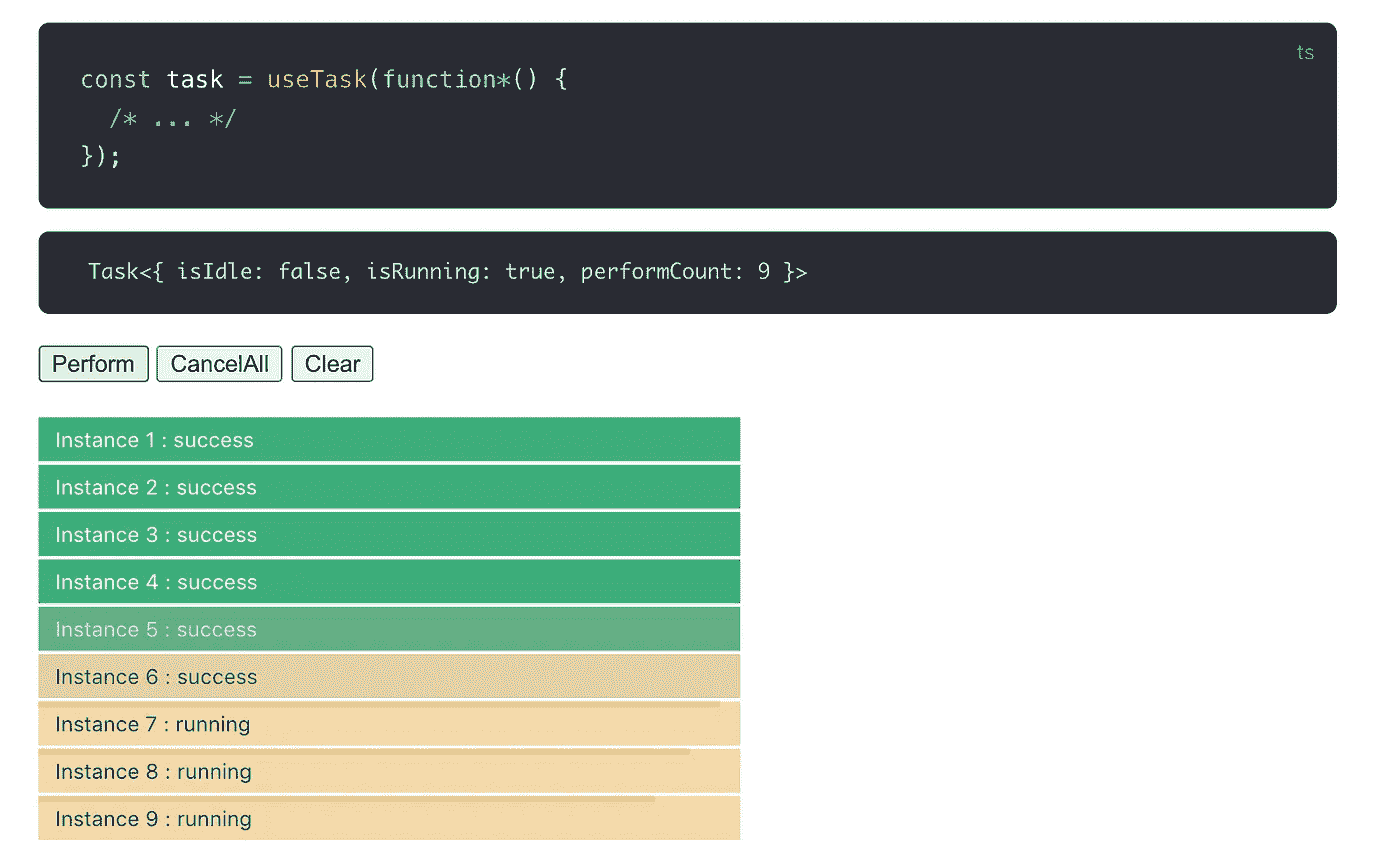 ts
const task = useTask(function*() {
/* ... */
});
Task<{ isIdle: false, isRunning: true, performCount: 9 }>
Perform CancelAll Clear
Instance 1 : success
Instance 2 : success
Instance 3 : success
Instance 4 : success
Instance 5 : success
Instance 6 : success
Instance 7 : running
Instance 8 : running
Instance 9 : running